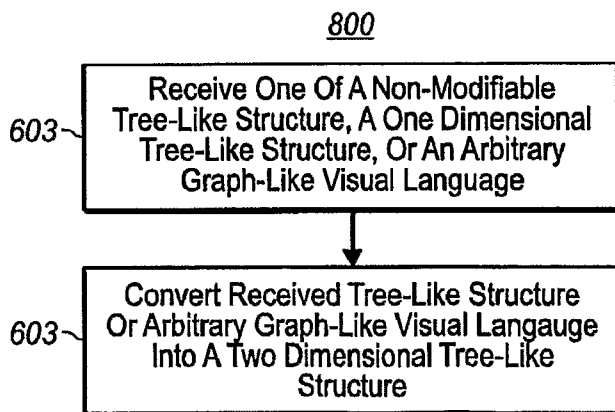 800
Receive One Of A Non-Modifiable
Tree-Like Structure, A One Dimensional
Tree-Like Structure, Or An Arbitrary
Graph-Like Visual Language
603
Convert Received Tree-Like Structure
Or Arbitrary Graph-Like Visual Langauge
Into A Two Dimensional Tree-Like
Structure
603